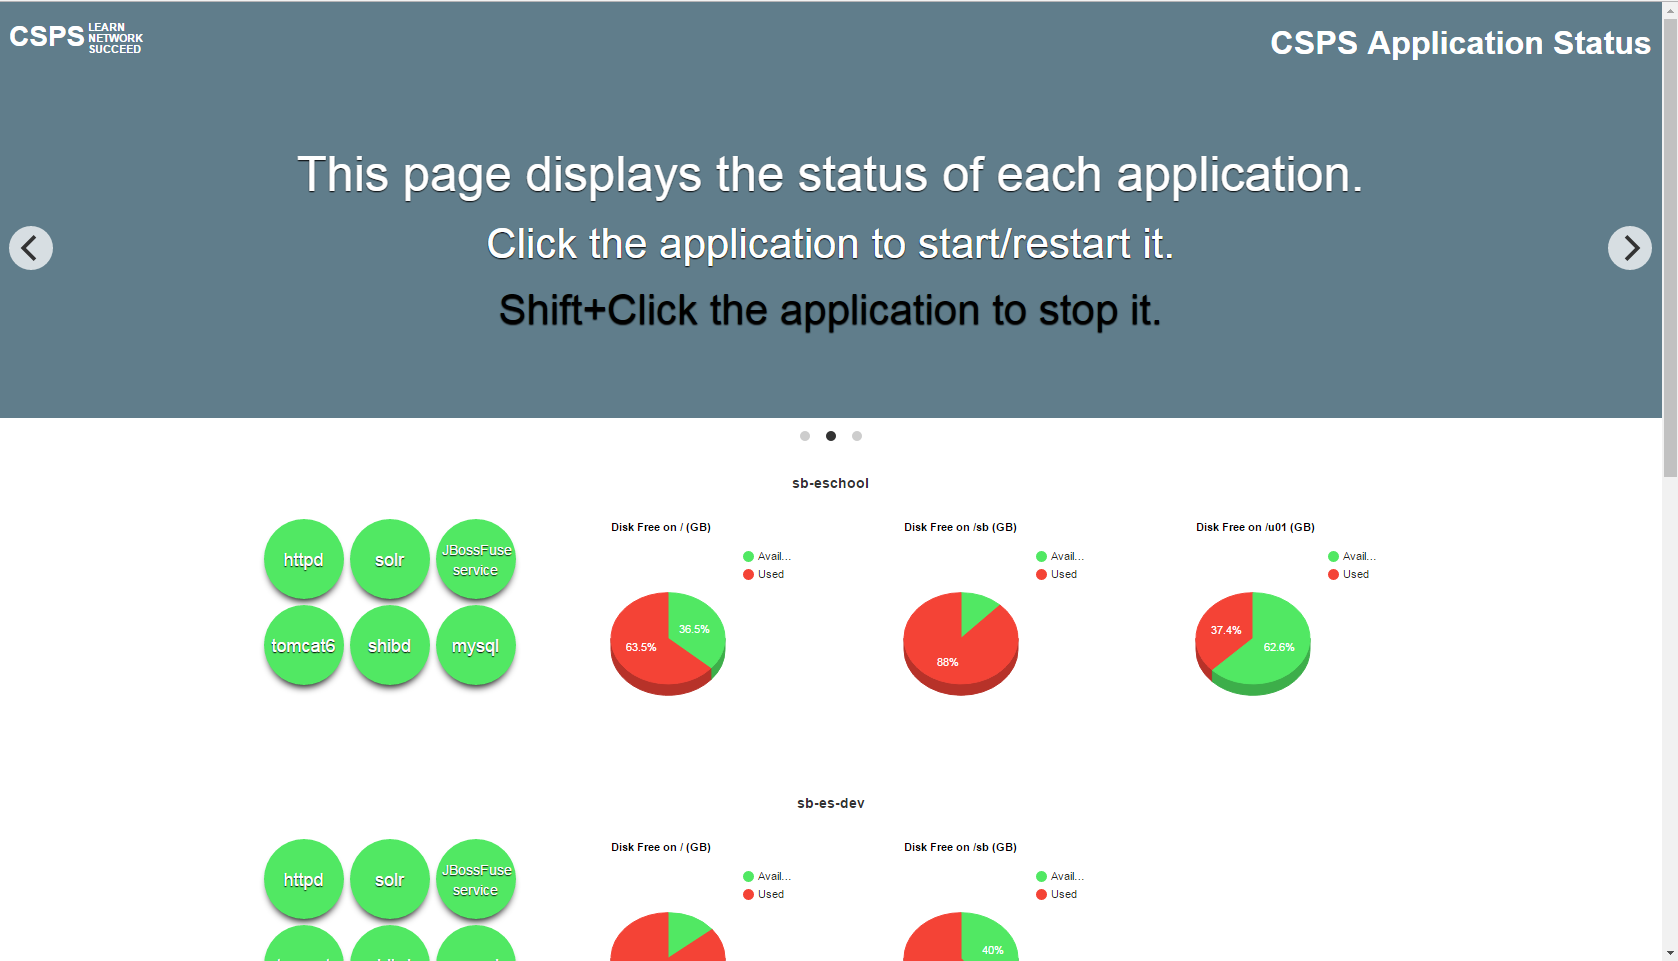 CSPS
LEARN
NETWORK
SUCCEED
CSPS Application Status
This page displays the status of each application.
Click the application to start/restart it.
Shift+Click the application to stop it.
sb-eschool
httpd
solr
JBossFuse
service
tomcat6
shibd
mysql
Disk Free on / (GB)
Avail...
Used
36.5%
63.5%
Disk Free on /sb (GB)
Avail...
Used
88%
Disk Free on /u01 (GB)
Avail...
Used
37.4%
62.6%
sb-es-dev
httpd
solr
JBossFuse
service
Disk Free on / (GB)
Avail...
Used
Disk Free on /sb (GB)
Avail...
Used
40%